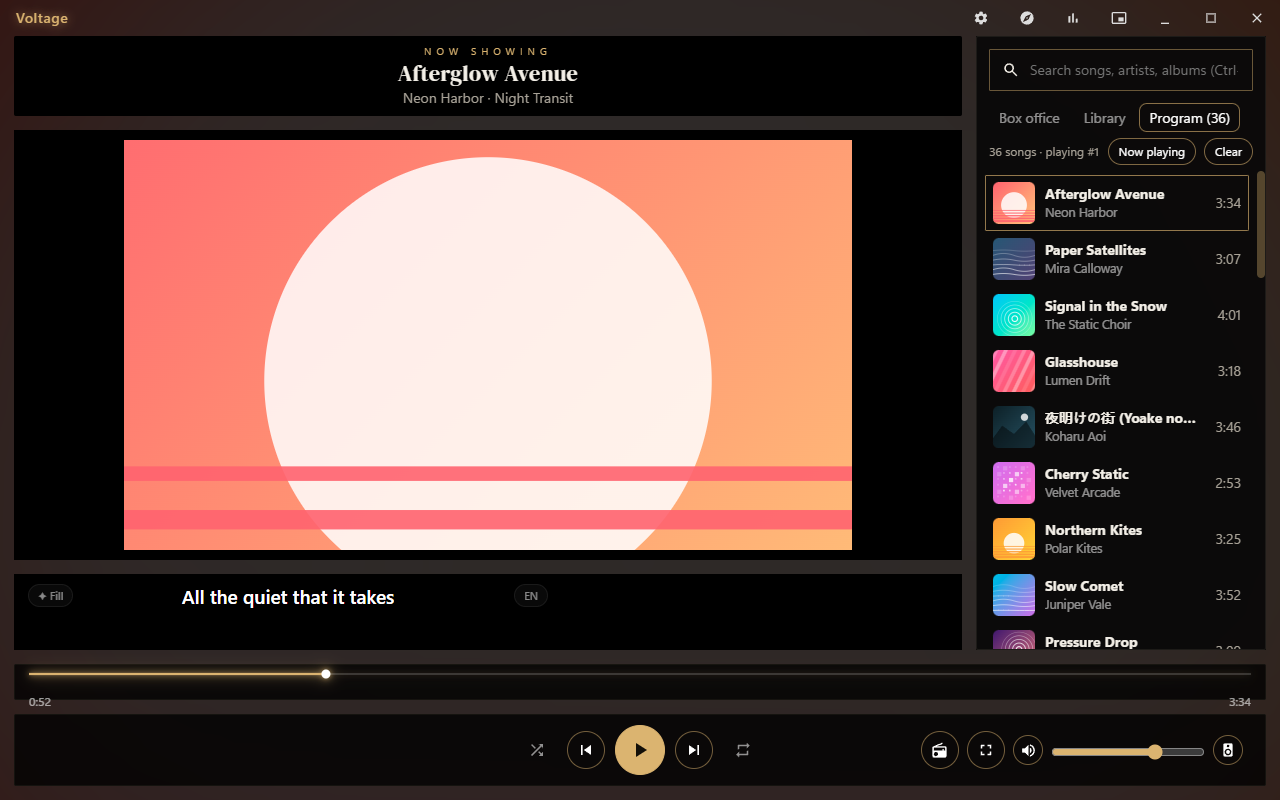 Voltage
NOW SHOWING
Afterglow Avenue
Neon Harbor · Night Transit
Search songs, artists, albums (Ctrl-
Box office
Library
Program (36)
36 songs · playing #1
Now playing
Clear
Afterglow Avenue
Neon Harbor
3:34
Paper Satellites
Mira Calloway
3:07
Signal in the Snow
The Static Choir
4:01
Glasshouse
Lumen Drift
3:18
夜明けの街 (Yoake no...
Koharu Aoi
3:46
Cherry Static
Velvet Arcade
2:53
Northern Kites
Polar Kites
3:25
Slow Comet
Juniper Vale
3:52
Pressure Drop
✦ Fill
All the quiet that it takes
EN
0:52
3:34